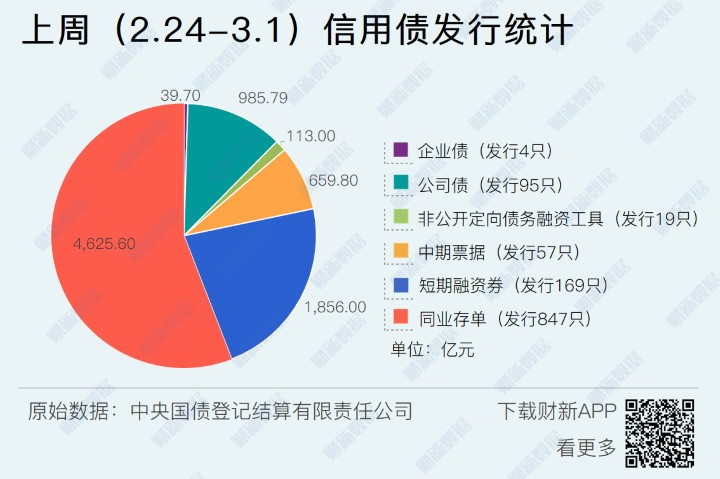 上周（2.24-3.1）信用债发行统计
39.70
985.79
113.00
659.80
4,625.60
1,856.00
企业债（发行4只）
公司债（发行95只）
非公开定向债务融资工具（发行19只）
中期票据（发行57只）
短期融资券（发行169只）
同业存单（发行847只）
单位：亿元
原始数据：中央国债登记结算有限责任公司
下载财新APP
看更多